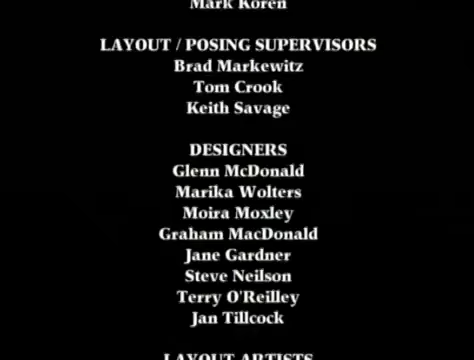 Mark Koren
LAYOUT / POSING SUPERVISORS
Brad Markewitz
Tom Crook
Keith Savage
DESIGNERS
Glenn McDonald
Marika Wolters
Moira Moxley
Graham MacDonald
Jane Gardner
Steve Neilson
Terry O'Reilley
Jan Tillcock
LAYOUT ARTISTS